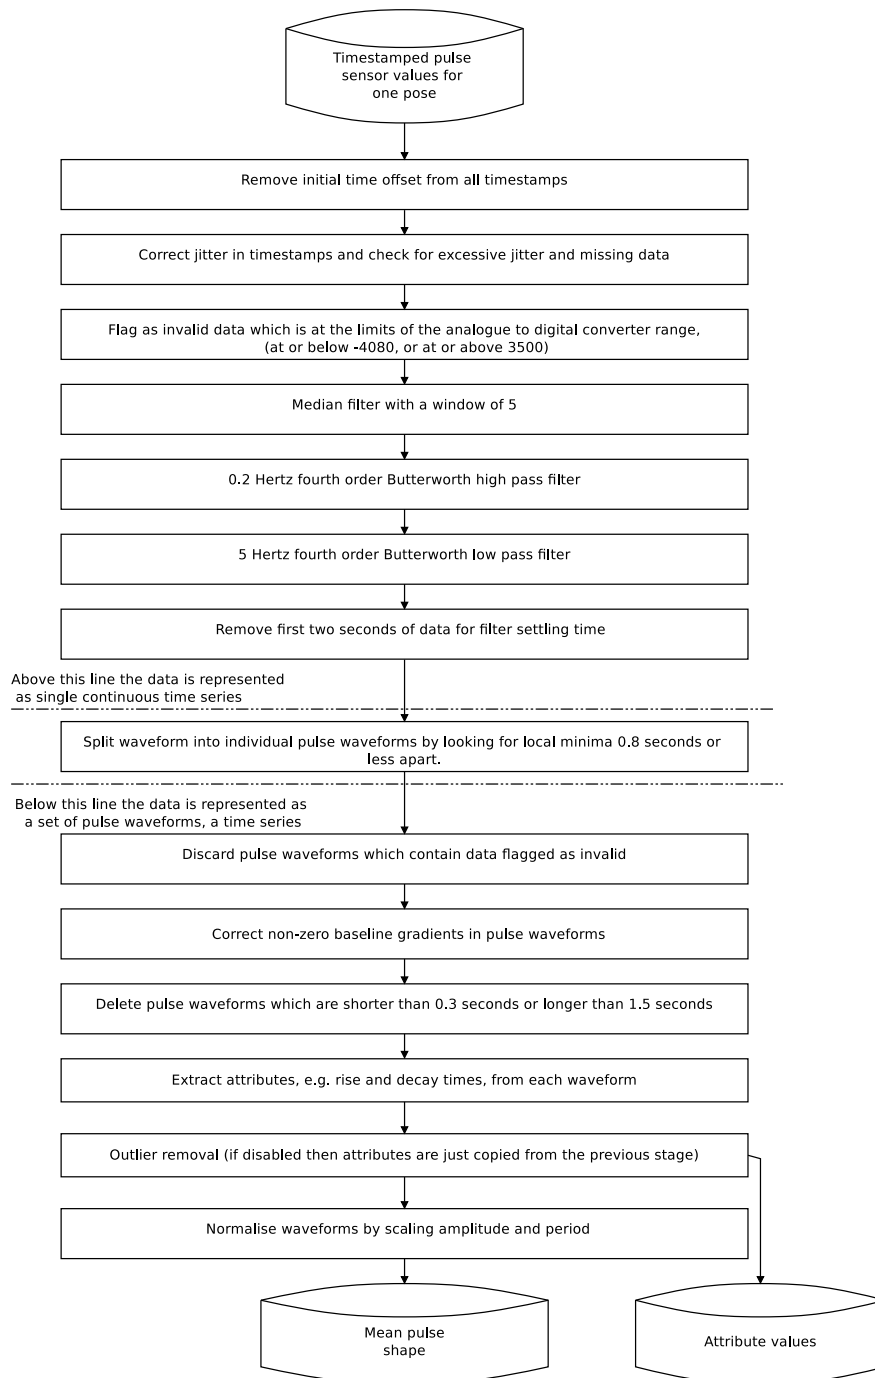 Timestamped pulse
sensor values for
one pose
Remove initial time offset from all timestamps
Correct jitter in timestamps and check for excessive jitter and missing data
Flag as invalid data which is at the limits of the analogue to digital converter range,
(at or below -4080, or at or above 3500)
Median filter with a window of 5
0.2 Hertz fourth order Butterworth high pass filter
5 Hertz fourth order Butterworth low pass filter
Remove first two seconds of data for filter settling time
Above this line the data is represented
as single continuous time series
Split waveform into individual pulse waveforms by looking for local minima 0.8 seconds or
less apart.
Below this line the data is represented as
a set of pulse waveforms, a time series
Discard pulse waveforms which contain data flagged as invalid
Correct non-zero baseline gradients in pulse waveforms
Delete pulse waveforms which are shorter than 0.3 seconds or longer than 1.5 seconds
Extract attributes, e.g. rise and decay times, from each waveform
Outlier removal (if disabled then attributes are just copied from the previous stage)
Normalise waveforms by scaling amplitude and period
Mean pulse
shape
Attribute values